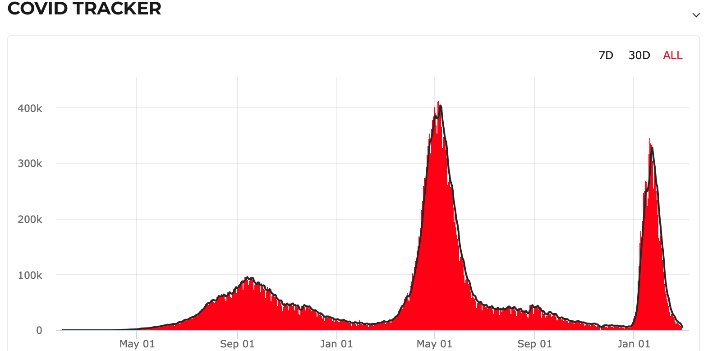 COVID TRACKER
7D 30D ALL
400k
300k
200k
100k
0
May 01 Sep 01 Jan 01 May 01 Sep 01 Jan 01